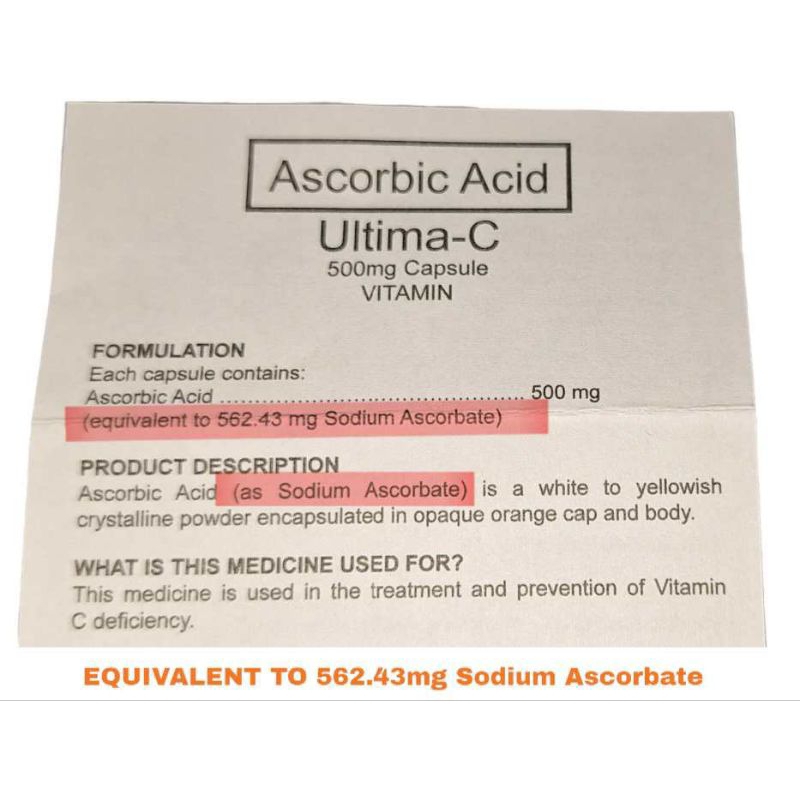 Ascorbic Acid
Ultima-C
500mg Capsule
VITAMIN
FORMULATION
Each capsule contains:
Ascorbic Acid ................................................ 500 mg
(equivalent to 562.43 mg Sodium Ascorbate)
PRODUCT DESCRIPTION
Ascorbic Acid (as Sodium Ascorbate) is a white to yellowish
crystalline powder encapsulated in opaque orange cap and body.
WHAT IS THIS MEDICINE USED FOR?
This medicine is used in the treatment and prevention of Vitamin
C deficiency.
EQUIVALENT TO 562.43mg Sodium Ascorbate